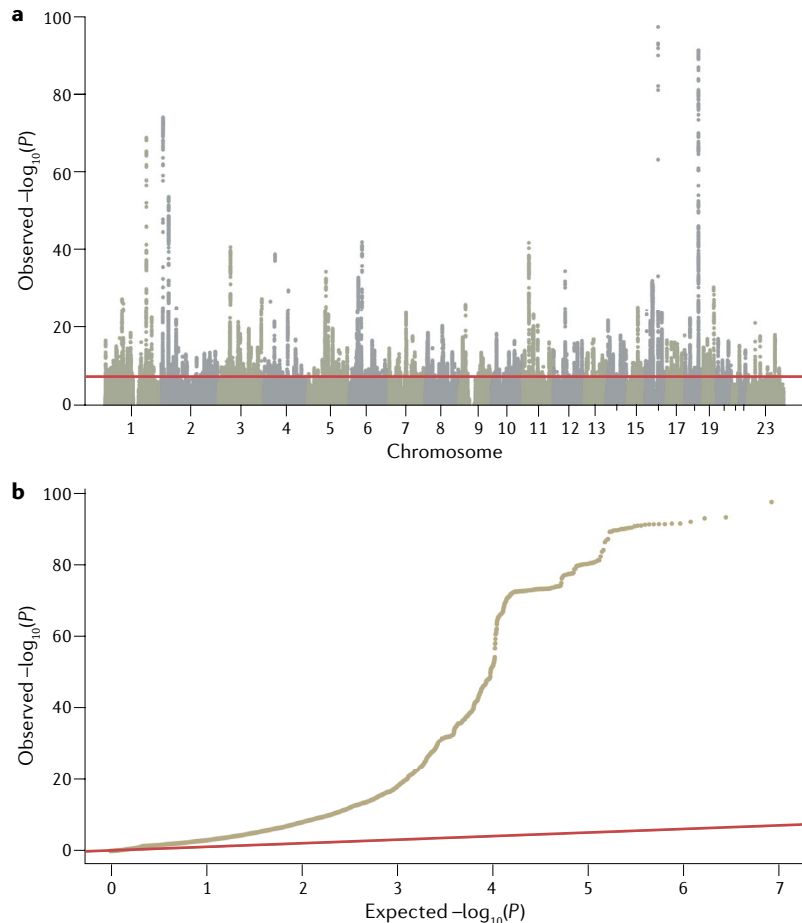 a
100
80
60
40
20
0
Observed –log₁₀(P)
1 2 3 4 5 6 7 8 9 10 11 12 13 15 17 19 23
Chromosome
b
100
80
60
40
20
0
Observed –log₁₀(P)
0 1 2 3 4 5 6 7
Expected –log₁₀(P)